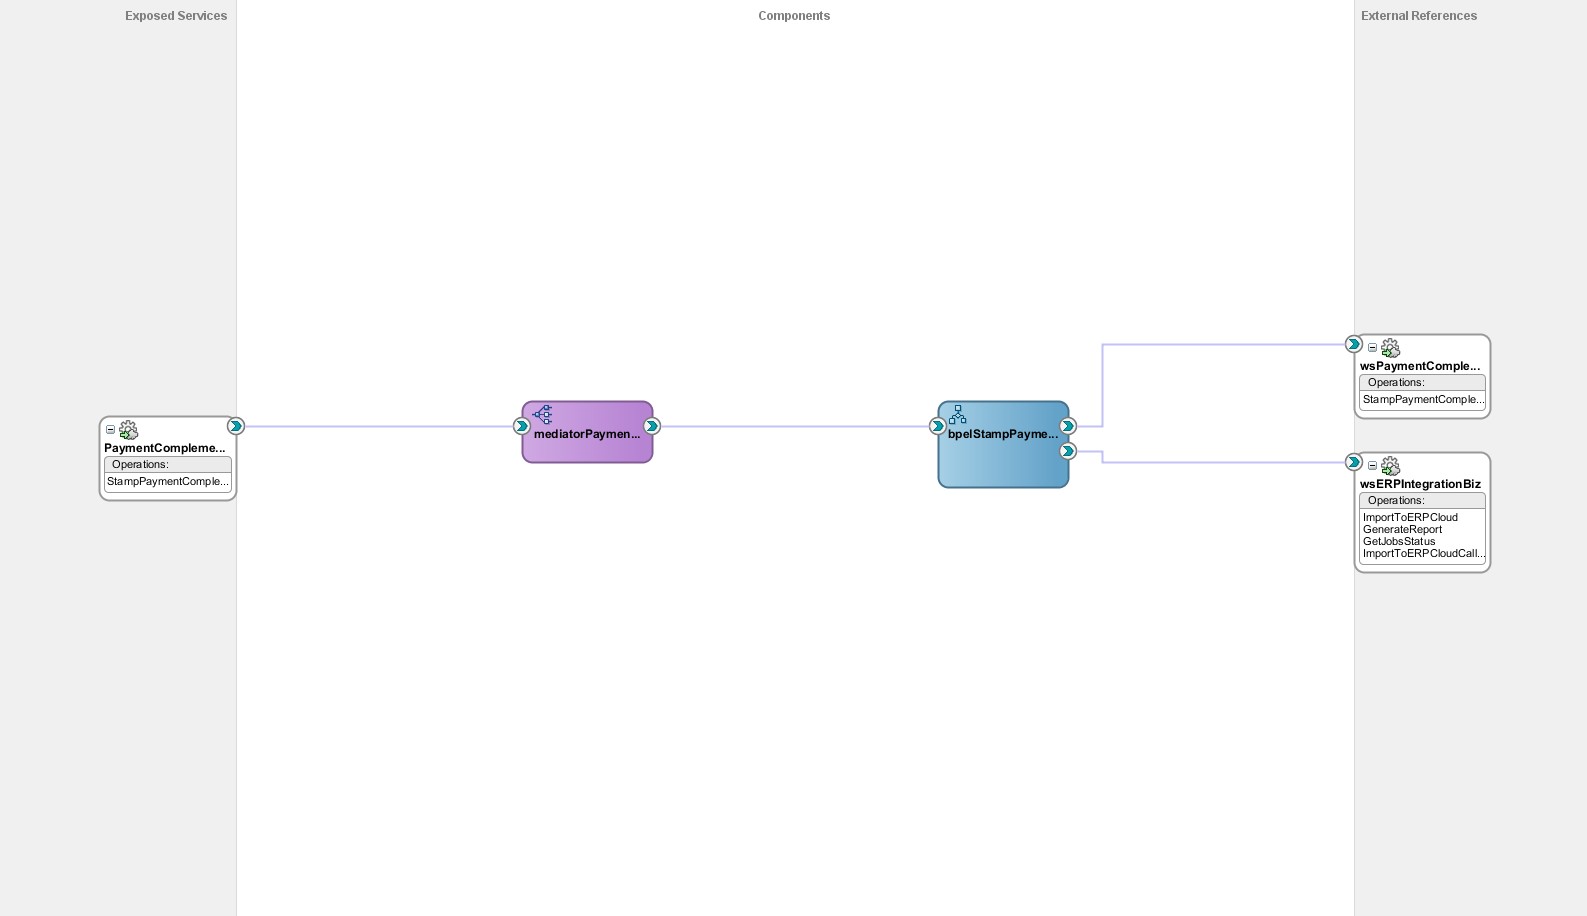 Exposed Services
Components
External References
PaymentCompleme...
Operations:
StampPaymentComple...
mediatorPaymen...
bpelStampPayme...
wsPaymentComple...
Operations:
StampPaymentComple...
wsERPIntegrationBiz
Operations:
ImportToERPCloud
GenerateReport
GetJobsStatus
ImportToERPCloudCall...